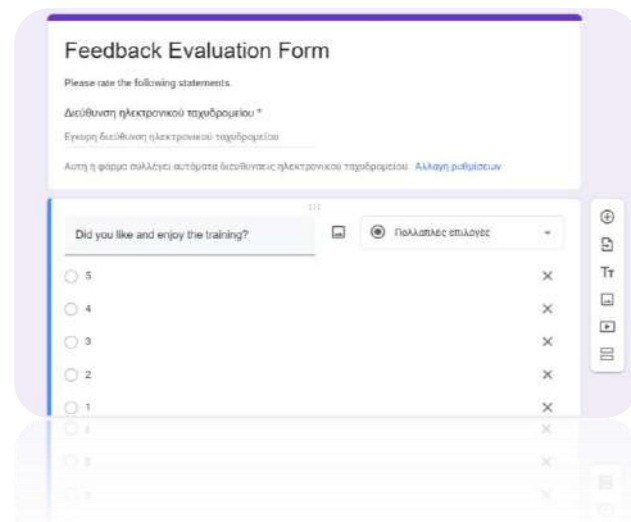 Feedback Evaluation Form
Please rate the following statements.
Διεύθυνση ηλεκτρονικού ταχυδρομείου *
Έγκυρη διεύθυνση ηλεκτρονικού ταχυδρομείου
Αυτή η φόρμα συλλέγει αυτόματα διευθύνσεις ηλεκτρονικού ταχυδρομείου. Αλλαγή ρυθμίσεων
Did you like and enjoy the training?
Πολλαπλές επιλογές
5
4
3
2
1
Tт